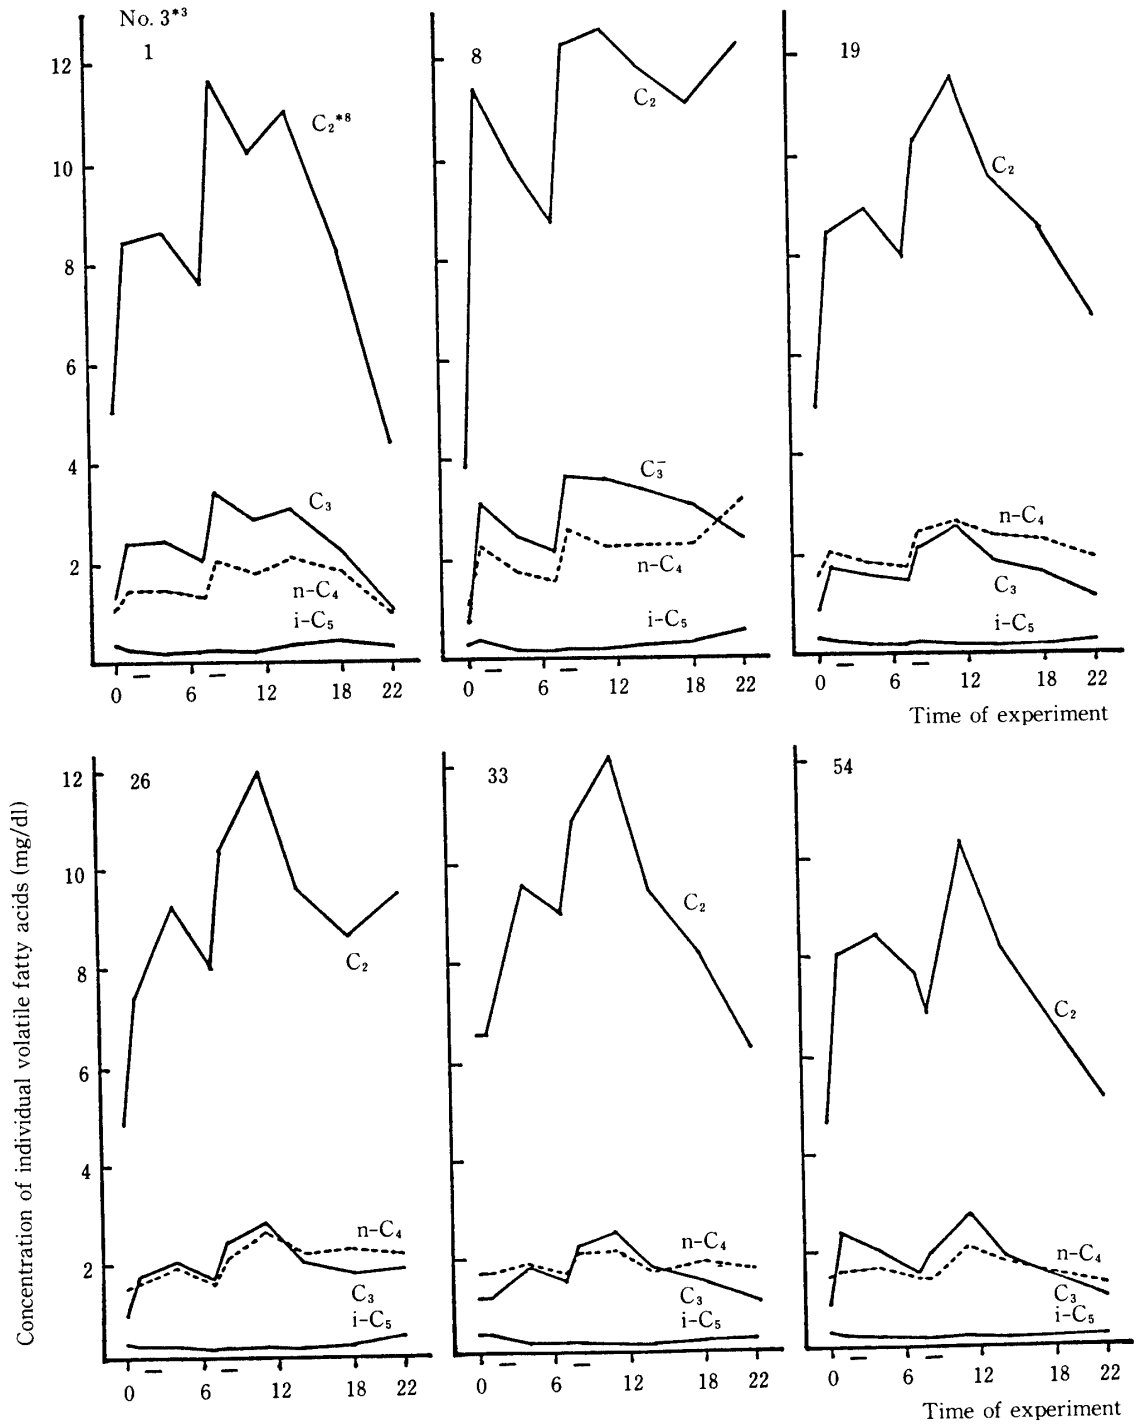 No. 3*3
1
8
19
12
10
8
6
4
2
C2*8
C3
n-C4
i-C5
C2
C3-
n-C4
C2
n-C4
C3
i-C5
0 6 12 18 22
0 6 12 18 22
0 6 12 18 22
Time of experiment
Concentration of individual volatile fatty acids (mg/dl)
26
33
54
12
10
8
6
4
2
C2
n-C4
C3
i-C5
C2
n-C4
C3
i-C5
C2
n-C4
C3
i-C5
0 6 12 18 22
0 6 12 18 22
0 6 12 18 22
Time of experiment